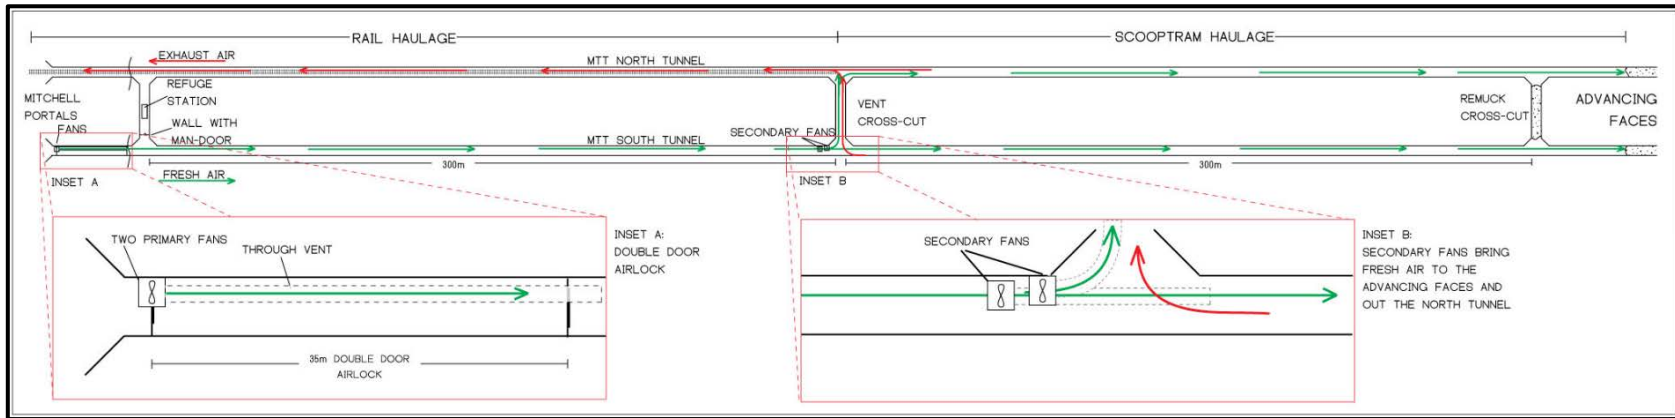 RAIL HAULAGE
SCOOPTRAM HAULAGE
EXHAUST AIR
MTT NORTH TUNNEL
REFUGE
STATION
MITCHELL
PORTALS
FANS
WALL WITH
MAN-DOOR
VENT
CROSS-CUT
REMUCK
CROSS-CUT
ADVANCING
FACES
SECONDARY FANS
MTT SOUTH TUNNEL
300m
300m
INSET A
FRESH AIR
INSET B
TWO PRIMARY FANS
THROUGH VENT
35m DOUBLE DOOR
AIRLOCK
INSET A:
DOUBLE DOOR
AIRLOCK
SECONDARY FANS
INSET B:
SECONDARY FANS BRING
FRESH AIR TO THE
ADVANCING FACES AND
OUT THE NORTH TUNNEL